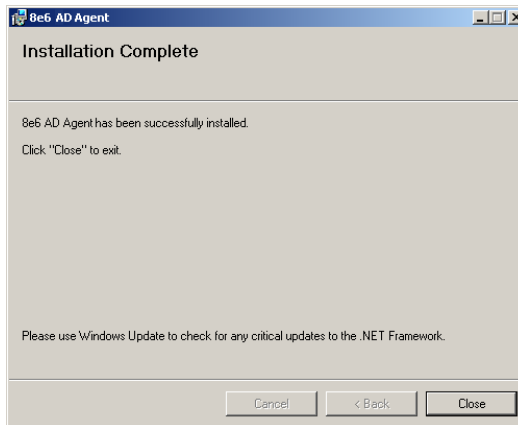 8e6 AD Agent
Installation Complete
8e6 AD Agent has been successfully installed.
Click "Close" to exit.
Please use Windows Update to check for any critical updates to the .NET Framework.
Cancel
< Back
Close